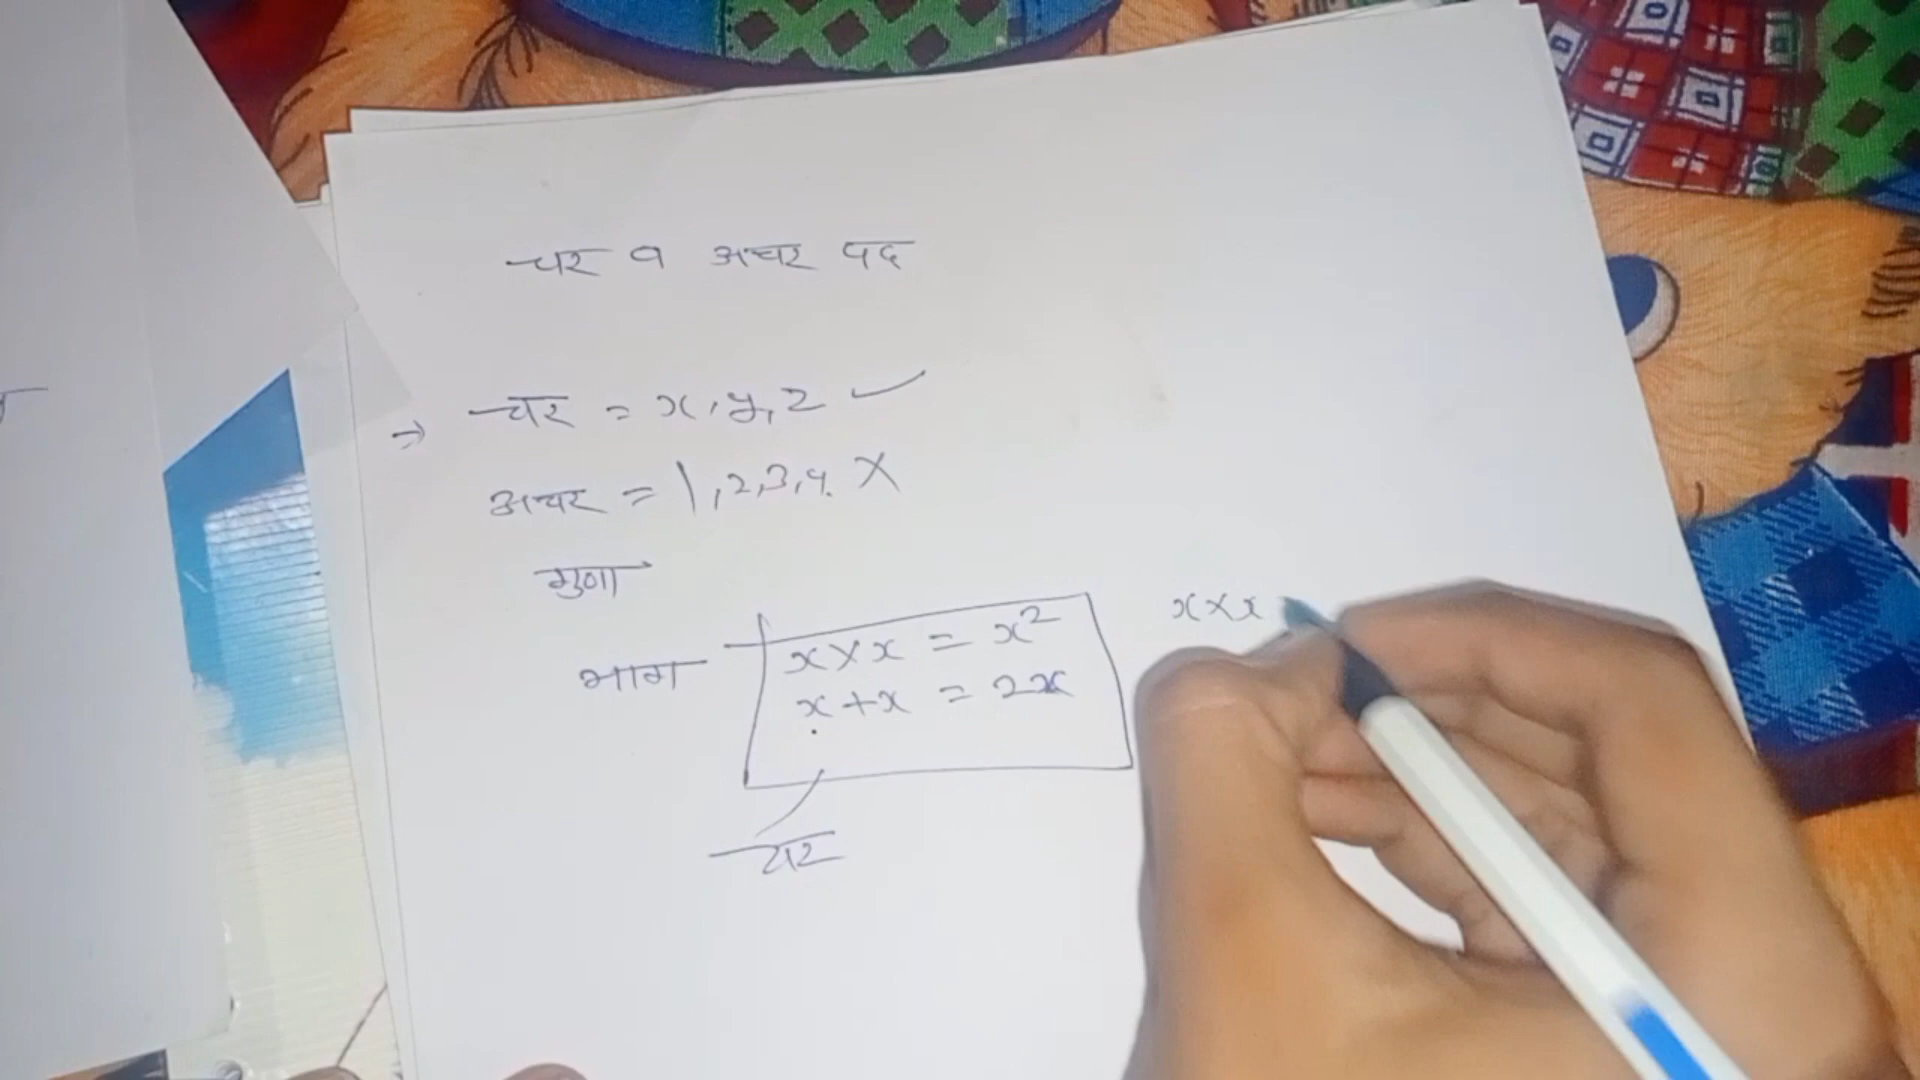 चर व अचर पद
⇒ चर = x, y, z ✓
अचर = 1, 2, 3, 4. X
गुणा
भाग
x × x = x²
x + x = 2x
चर
x × x